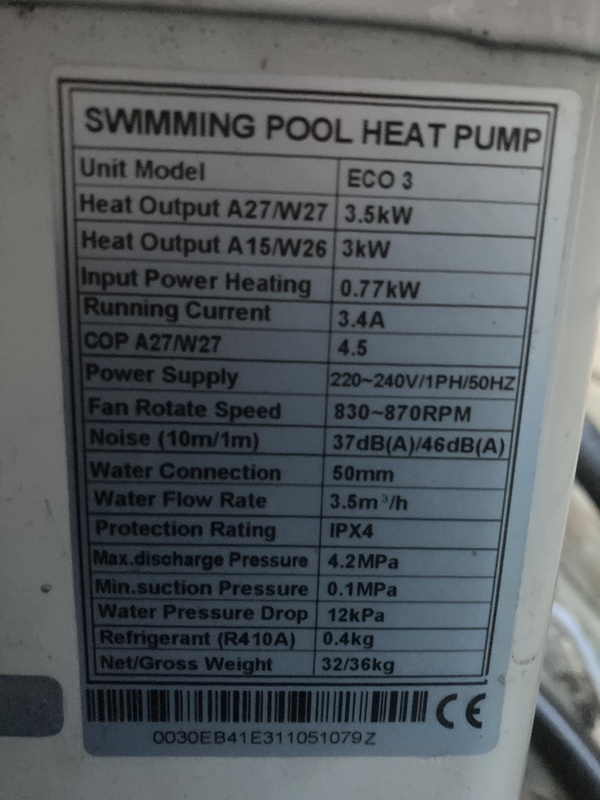 SWIMMING POOL HEAT PUMP
Unit Model ECO 3
Heat Output A27/W27 3.5kW
Heat Output A15/W26 3kW
Input Power Heating 0.77kW
Running Current 3.4A
COP A27/W27 4.5
Power Supply 220~240V/1PH/50HZ
Fan Rotate Speed 830~870RPM
Noise (10m/1m) 37dB(A)/46dB(A)
Water Connection 50mm
Water Flow Rate 3.5m³/h
Protection Rating IPX4
Max.discharge Pressure 4.2MPa
Min.suction Pressure 0.1MPa
Water Pressure Drop 12kPa
Refrigerant (R410A) 0.4kg
Net/Gross Weight 32/36kg
CE
0030EB41E311051079Z